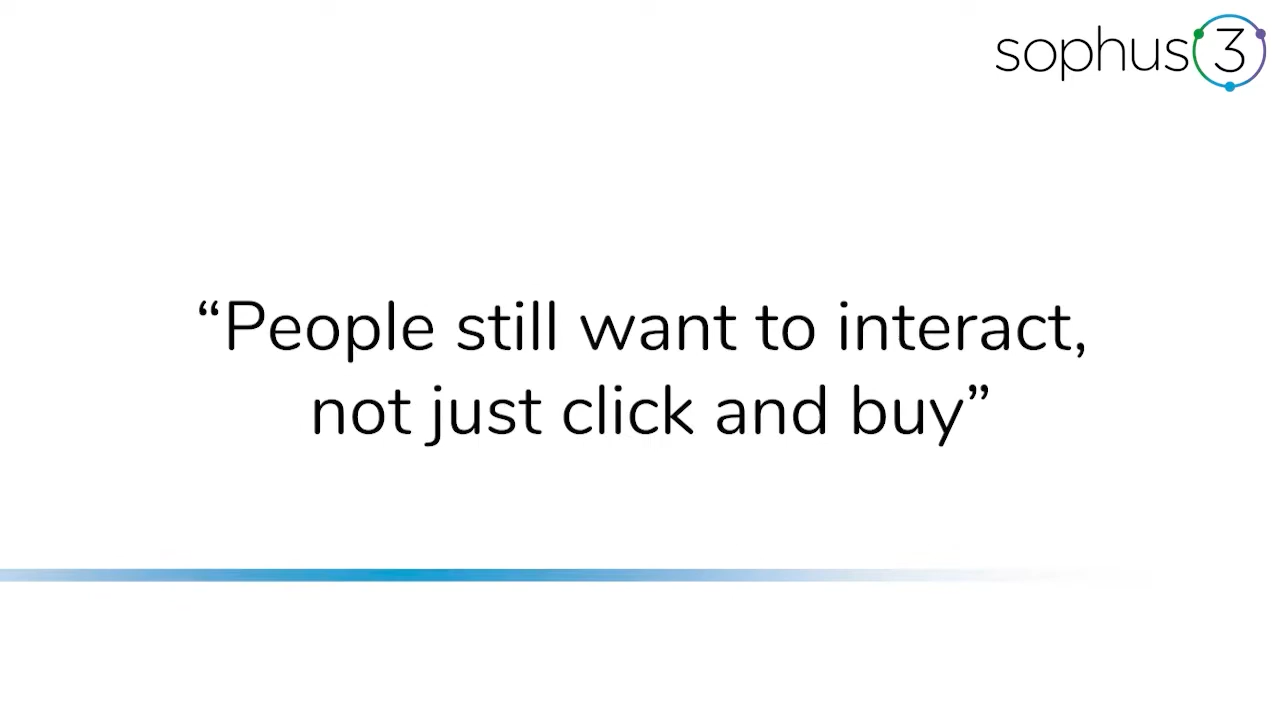 sophus3
“People still want to interact,
not just click and buy”